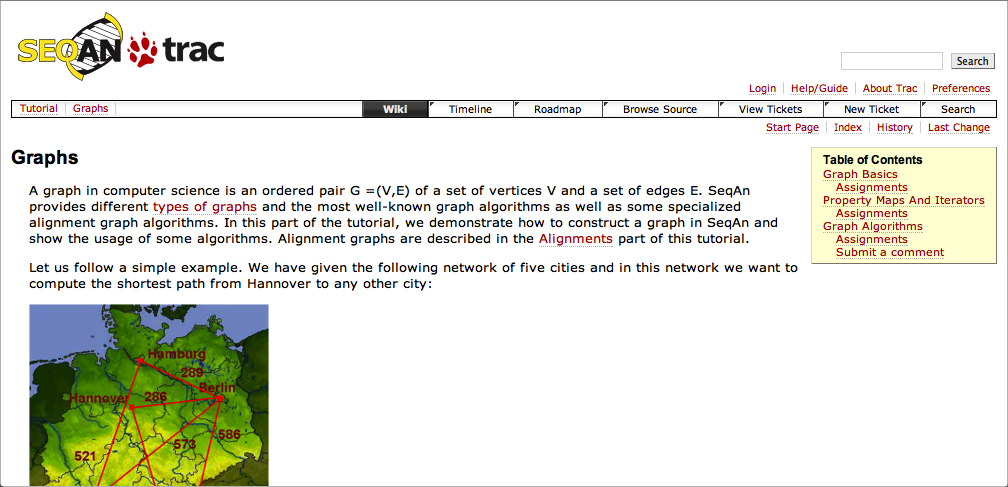 SEQAN trac
Search
Login Help/Guide About Trac Preferences
Tutorial Graphs Wiki Timeline Roadmap Browse Source View Tickets New Ticket Search
Start Page Index History Last Change
Graphs
A graph in computer science is an ordered pair G =(V,E) of a set of vertices V and a set of edges E. SeqAn
provides different types of graphs and the most well-known graph algorithms as well as some specialized
alignment graph algorithms. In this part of the tutorial, we demonstrate how to construct a graph in SeqAn and
show the usage of some algorithms. Alignment graphs are described in the Alignments part of this tutorial.
Let us follow a simple example. We have given the following network of five cities and in this network we want to
compute the shortest path from Hannover to any other city:
Table of Contents
Graph Basics
Assignments
Property Maps And Iterators
Assignments
Graph Algorithms
Assignments
Submit a comment
Hamburg
289
Berlin
Hannover 286
586
573
521